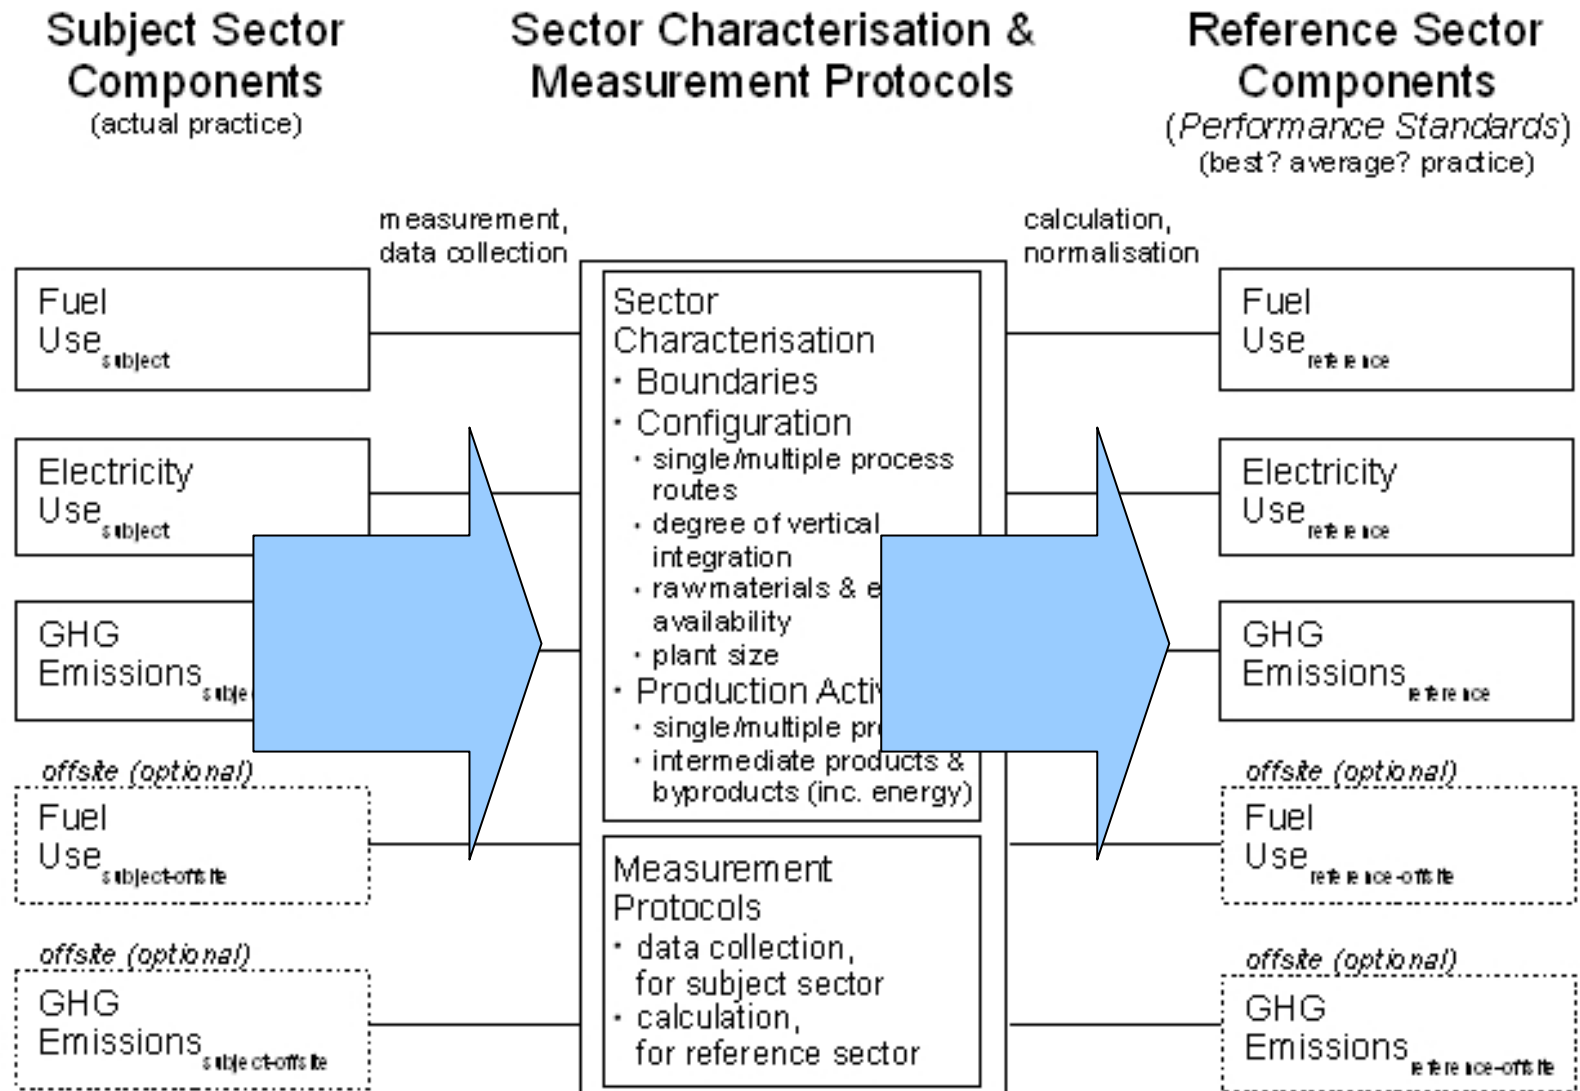 Subject Sector
Components
(actual practice)
Sector Characterisation &
Measurement Protocols
Reference Sector
Components
(Performance Standards)
(best? average? practice)
measurement,
data collection
calculation,
normalisation
Fuel
Use subject
Electricity
Use subject
GHG
Emissions
offsite (optional)
Fuel
Use subject-offsite
offsite (optional)
GHG
Emissions subject-offsite
Sector
Characterisation
· Boundaries
· Configuration
· single/multiple process
routes
· degree of vertical
integration
· raw materials &
availability
· plant size
· Production
· single/multiple
· intermediate products &
byproducts (inc. energy)
Measurement
Protocols
· data collection,
for subject sector
· calculation,
for reference sector
Fuel
Use reference
Electricity
Use reference
GHG
Emissions reference
offsite (optional)
Fuel
Use reference-offsite
offsite (optional)
GHG
Emissions reference-offsite